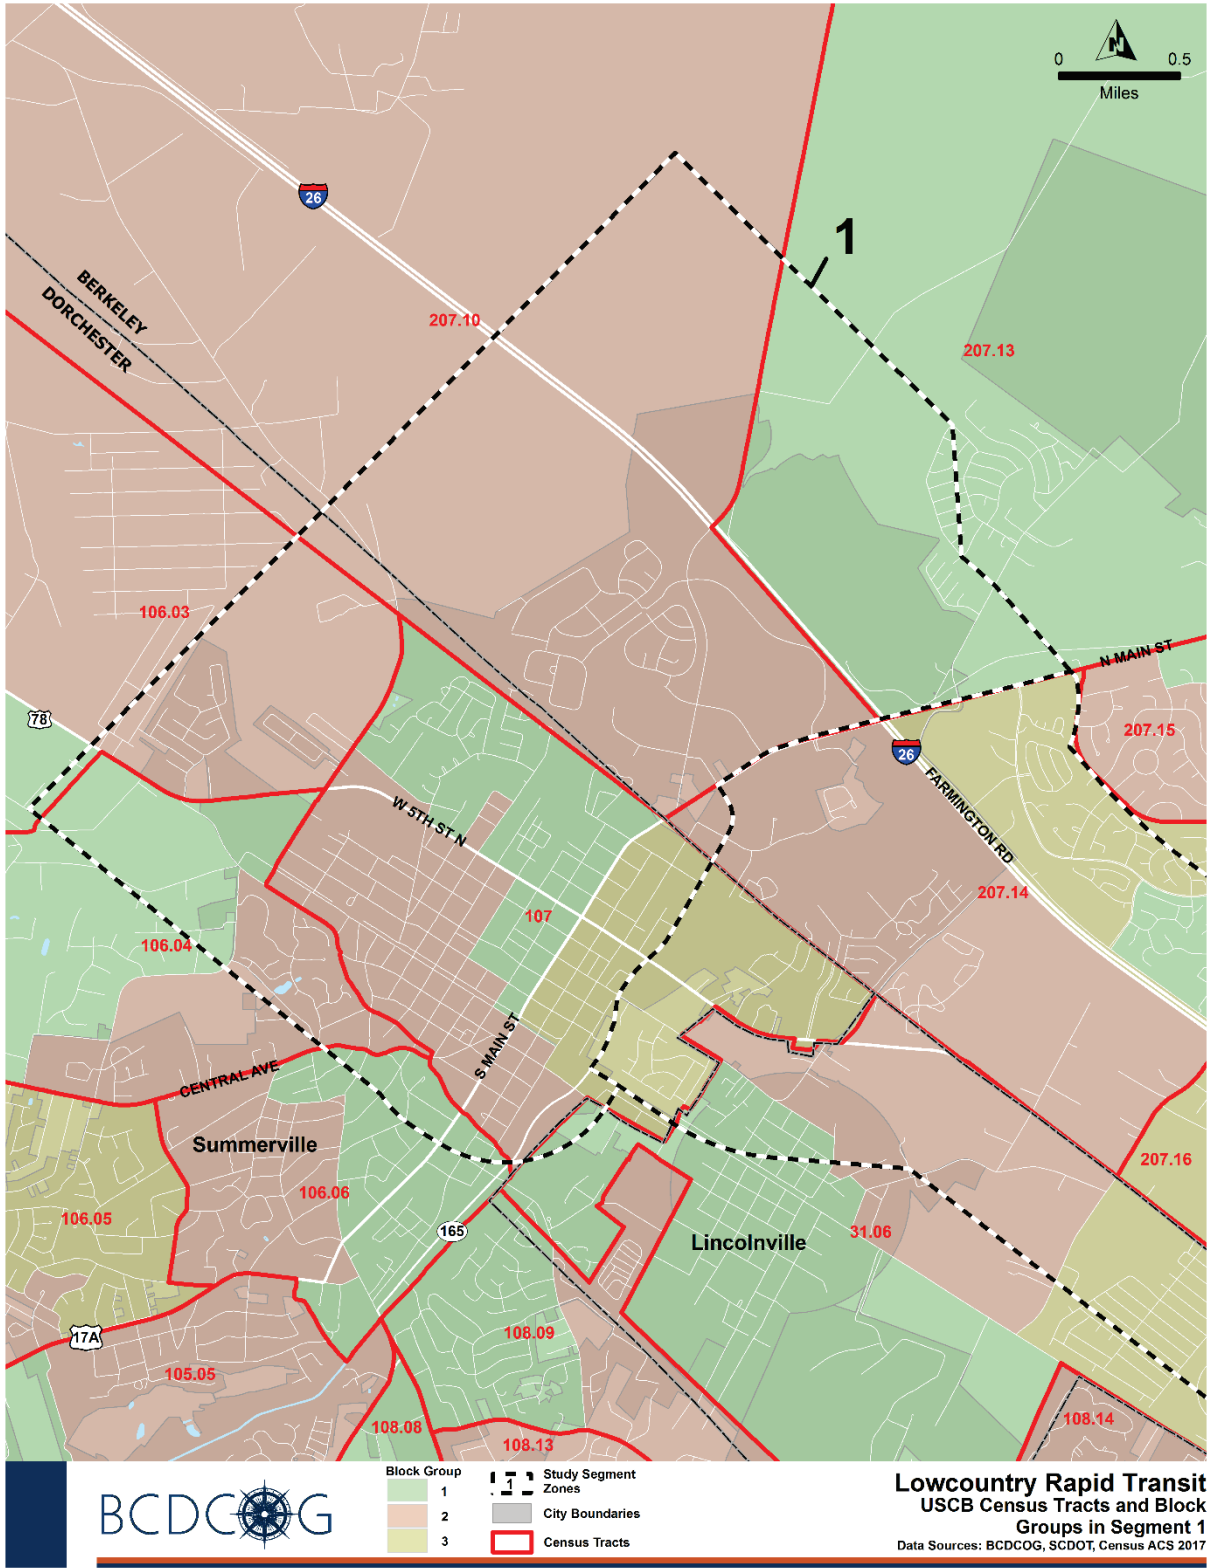 N
0 0.5
Miles
26
1
BERKELEY
DORCHESTER
207.10
207.13
106.03
N MAIN ST
78
207.15
26
FARMINGTON RD
W 5TH ST N
207.14
107
106.04
S MAIN ST
CENTRAL AVE
Summerville
207.16
106.06
106.05
165
31.06
Lincolnville
17A
108.09
105.05
108.08
108.13
108.14
BCDCOG
Block Group
1
2
3
1
Study Segment
Zones
City Boundaries
Census Tracts
Lowcountry Rapid Transit
USCB Census Tracts and Block
Groups in Segment 1
Data Sources: BCDCOG, SCDOT, Census ACS 2017